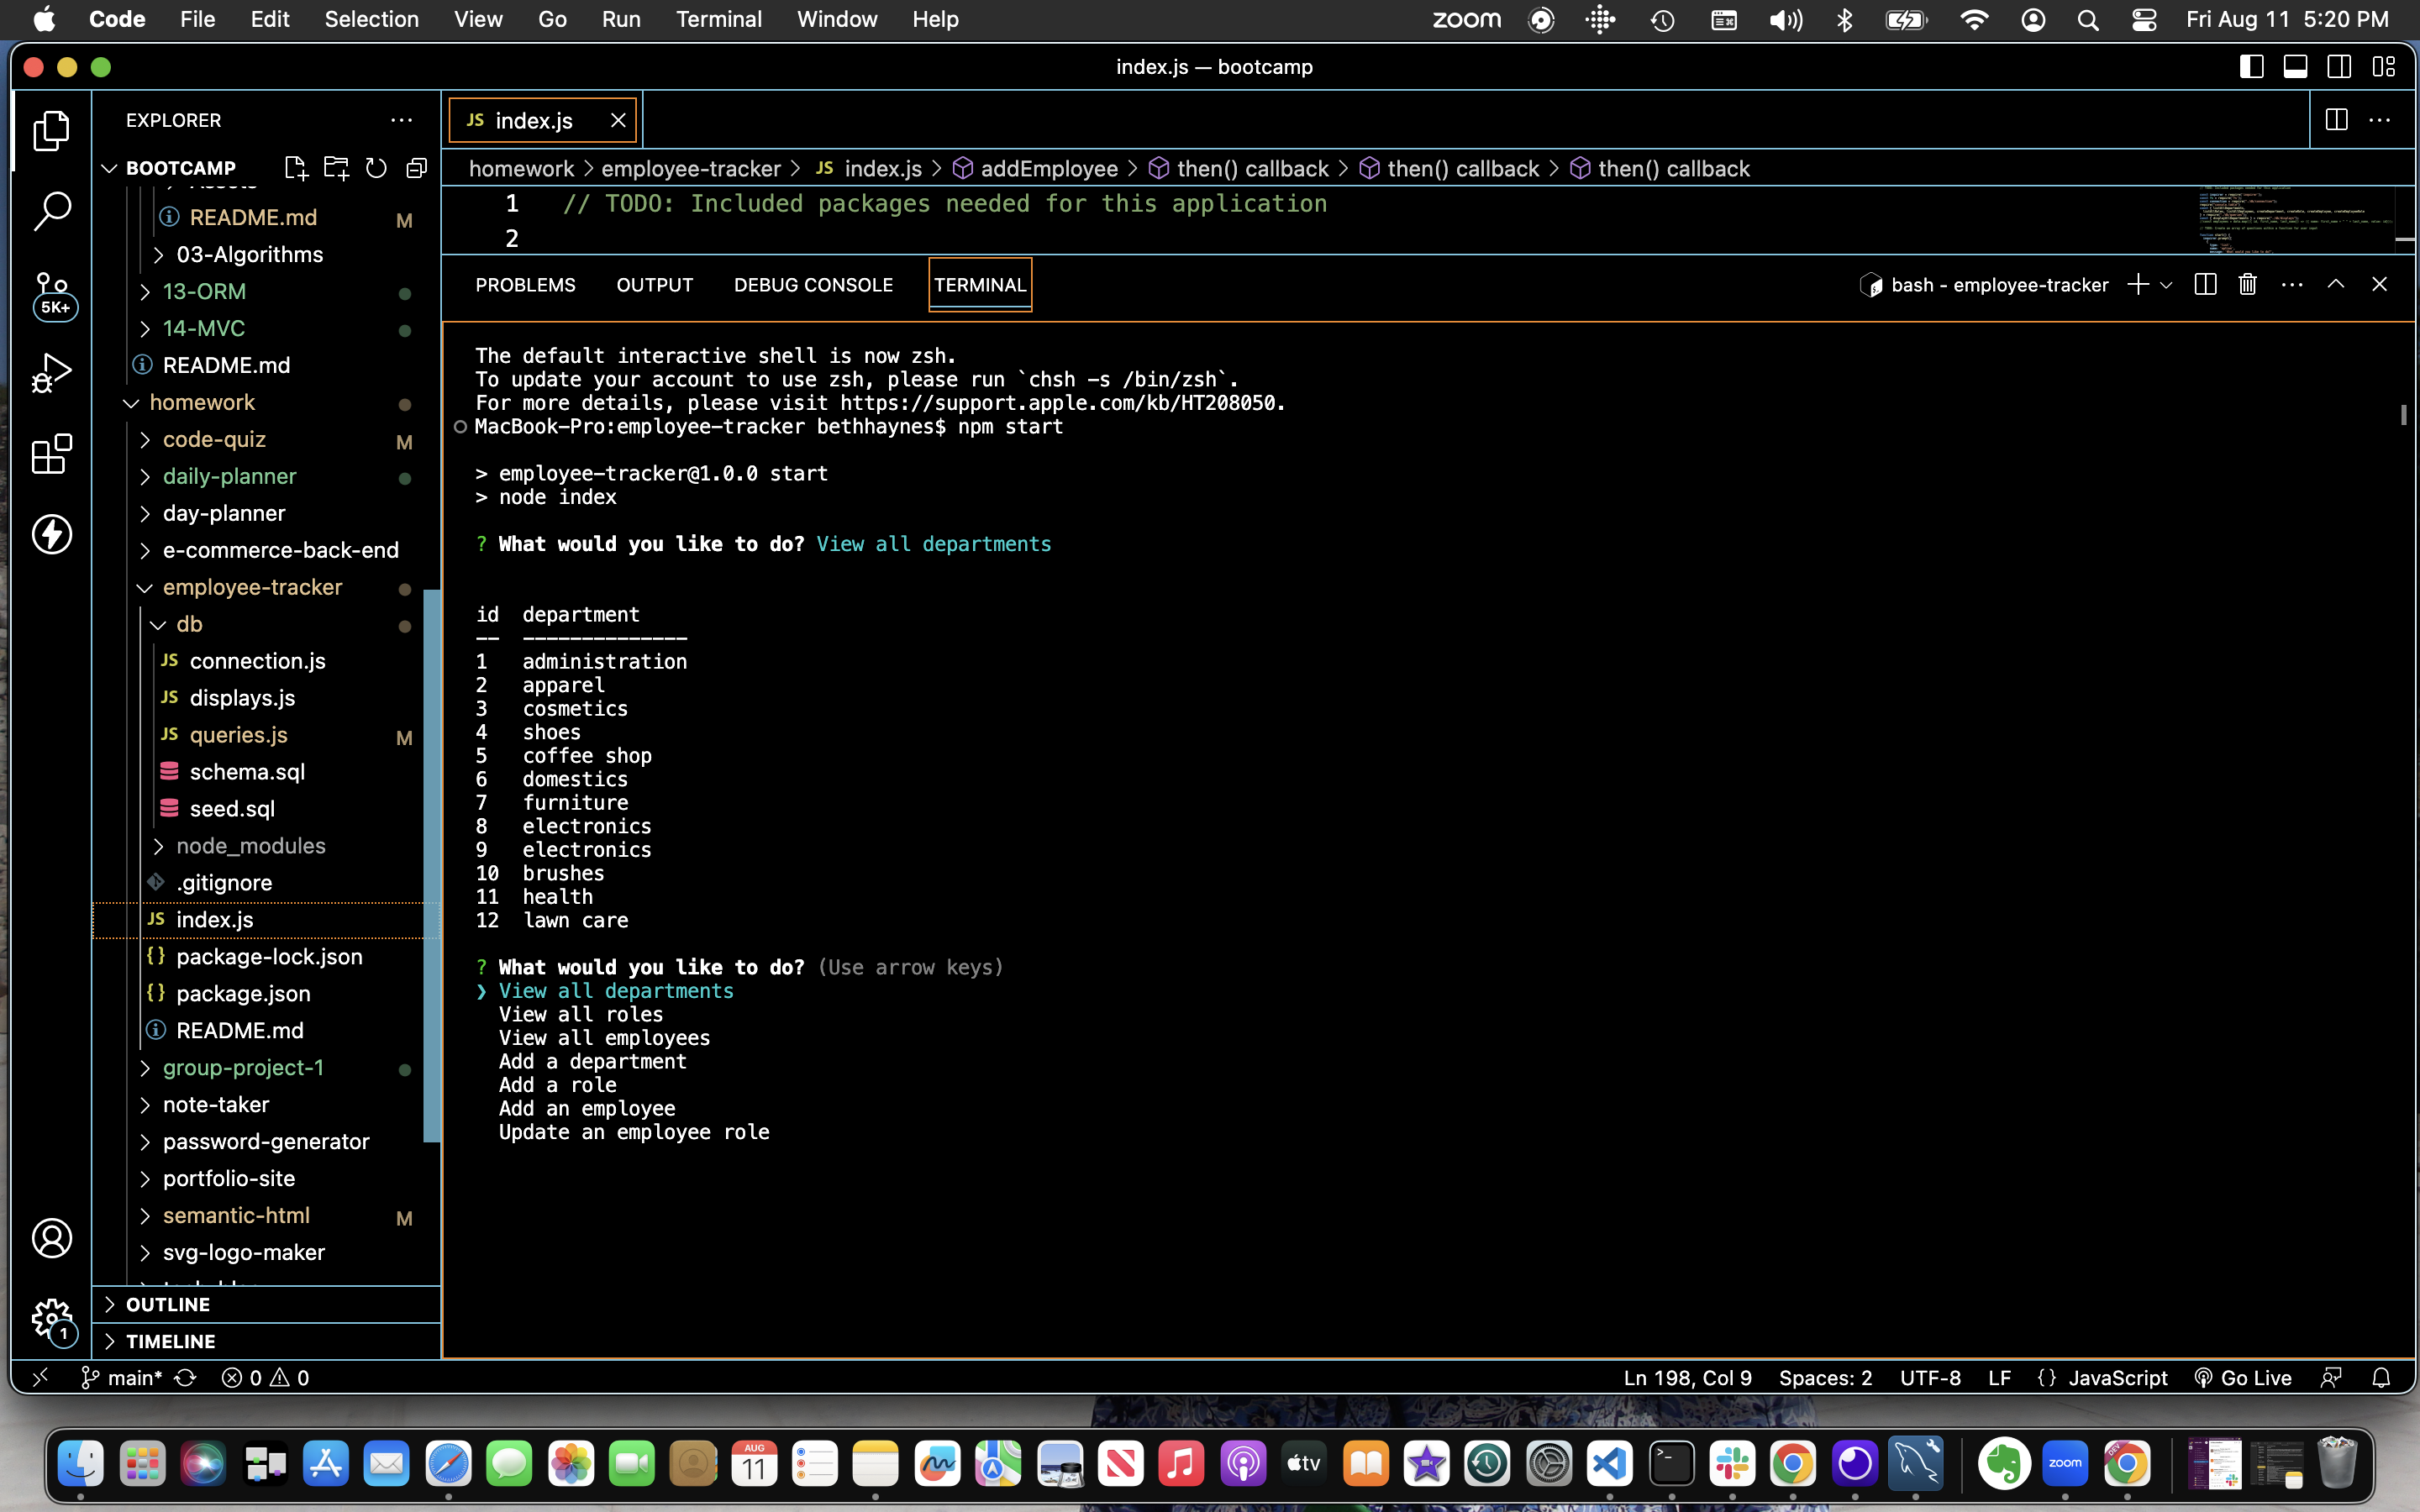 Code File Edit Selection View Go Run Terminal Window Help zoom Fri Aug 11 5:20 PM
index.js — bootcamp
EXPLORER
BOOTCAMP
README.md M
03-Algorithms
13-ORM
14-MVC
README.md
homework
code-quiz M
daily-planner
day-planner
e-commerce-back-end
employee-tracker
db
JS connection.js
JS displays.js
JS queries.js M
schema.sql
seed.sql
node_modules
.gitignore
JS index.js
{} package-lock.json
{} package.json
README.md
group-project-1
note-taker
password-generator
portfolio-site
semantic-html M
svg-logo-maker
OUTLINE
TIMELINE
5K+
1
JS index.js
homework > employee-tracker > JS index.js > addEmployee > then() callback > then() callback > then() callback
1 // TODO: Included packages needed for this application
2
PROBLEMS OUTPUT DEBUG CONSOLE TERMINAL bash - employee-tracker
The default interactive shell is now zsh.
To update your account to use zsh, please run `chsh -s /bin/zsh`.
For more details, please visit https://support.apple.com/kb/HT208050.
MacBook-Pro:employee-tracker bethhaynes$ npm start
> employee-tracker@1.0.0 start
> node index
? What would you like to do? View all departments
id department
-- --------------
1 administration
2 apparel
3 cosmetics
4 shoes
5 coffee shop
6 domestics
7 furniture
8 electronics
9 electronics
10 brushes
11 health
12 lawn care
? What would you like to do? (Use arrow keys)
❯ View all departments
View all roles
View all employees
Add a department
Add a role
Add an employee
Update an employee role
main* 0 0 Ln 198, Col 9 Spaces: 2 UTF-8 LF {} JavaScript Go Live
AUG
11
tv
zoom